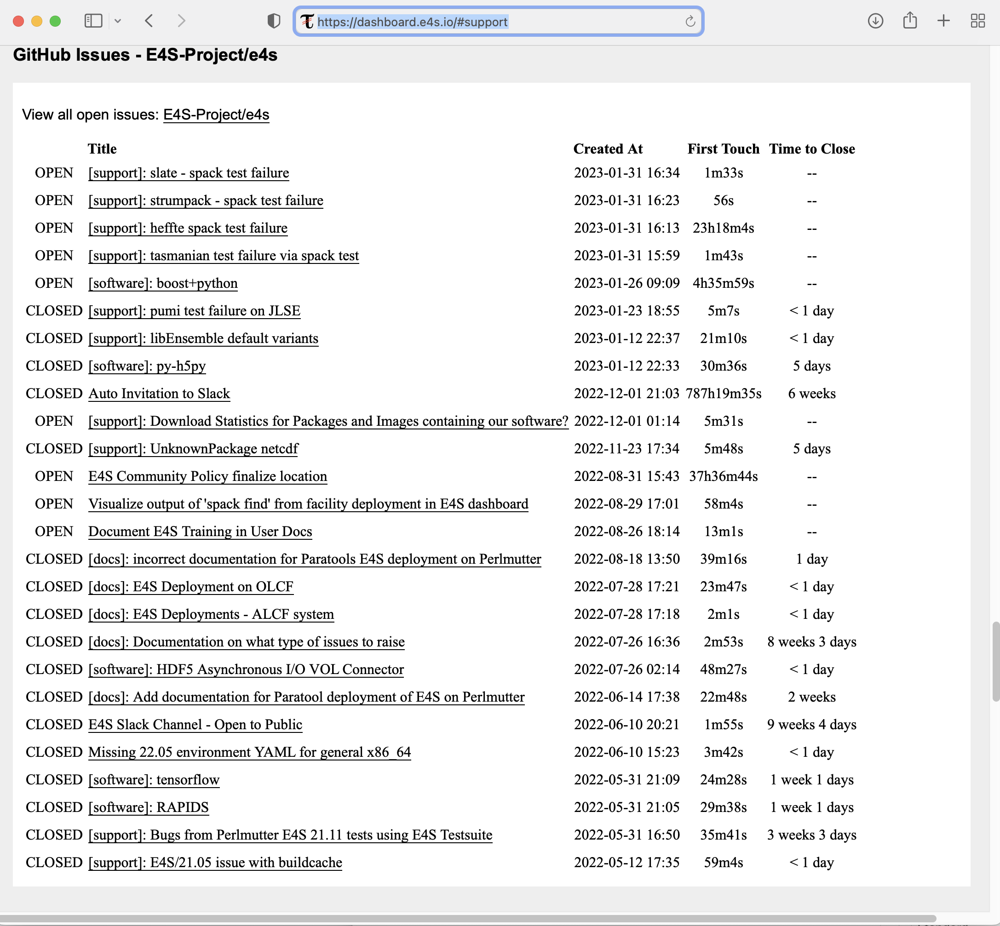 https://dashboard.e4s.io/#support
GitHub Issues - E4S-Project/e4s
View all open issues: E4S-Project/e4s
Title Created At First Touch Time to Close
OPEN [support]: slate - spack test failure 2023-01-31 16:34 1m33s --
OPEN [support]: strumpack - spack test failure 2023-01-31 16:23 56s --
OPEN [support]: heffte spack test failure 2023-01-31 16:13 23h18m4s --
OPEN [support]: tasmanian test failure via spack test 2023-01-31 15:59 1m43s --
OPEN [software]: boost+python 2023-01-26 09:09 4h35m59s --
CLOSED [support]: pumi test failure on JLSE 2023-01-23 18:55 5m7s < 1 day
CLOSED [support]: libEnsemble default variants 2023-01-12 22:37 21m10s < 1 day
CLOSED [software]: py-h5py 2023-01-12 22:33 30m36s 5 days
CLOSED Auto Invitation to Slack 2022-12-01 21:03 787h19m35s 6 weeks
OPEN [support]: Download Statistics for Packages and Images containing our software? 2022-12-01 01:14 5m31s --
CLOSED [support]: UnknownPackage netcdf 2022-11-23 17:34 5m48s 5 days
OPEN E4S Community Policy finalize location 2022-08-31 15:43 37h36m44s --
OPEN Visualize output of 'spack find' from facility deployment in E4S dashboard 2022-08-29 17:01 58m4s --
OPEN Document E4S Training in User Docs 2022-08-26 18:14 13m1s --
CLOSED [docs]: incorrect documentation for Paratools E4S deployment on Perlmutter 2022-08-18 13:50 39m16s 1 day
CLOSED [docs]: E4S Deployment on OLCF 2022-07-28 17:21 23m47s < 1 day
CLOSED [docs]: E4S Deployments - ALCF system 2022-07-28 17:18 2m1s < 1 day
CLOSED [docs]: Documentation on what type of issues to raise 2022-07-26 16:36 2m53s 8 weeks 3 days
CLOSED [software]: HDF5 Asynchronous I/O VOL Connector 2022-07-26 02:14 48m27s < 1 day
CLOSED [docs]: Add documentation for Paratool deployment of E4S on Perlmutter 2022-06-14 17:38 22m48s 2 weeks
CLOSED E4S Slack Channel - Open to Public 2022-06-10 20:21 1m55s 9 weeks 4 days
CLOSED Missing 22.05 environment YAML for general x86_64 2022-06-10 15:23 3m42s < 1 day
CLOSED [software]: tensorflow 2022-05-31 21:09 24m28s 1 week 1 days
CLOSED [software]: RAPIDS 2022-05-31 21:05 29m38s 1 week 1 days
CLOSED [support]: Bugs from Perlmutter E4S 21.11 tests using E4S Testsuite 2022-05-31 16:50 35m41s 3 weeks 3 days
CLOSED [support]: E4S/21.05 issue with buildcache 2022-05-12 17:35 59m4s < 1 day